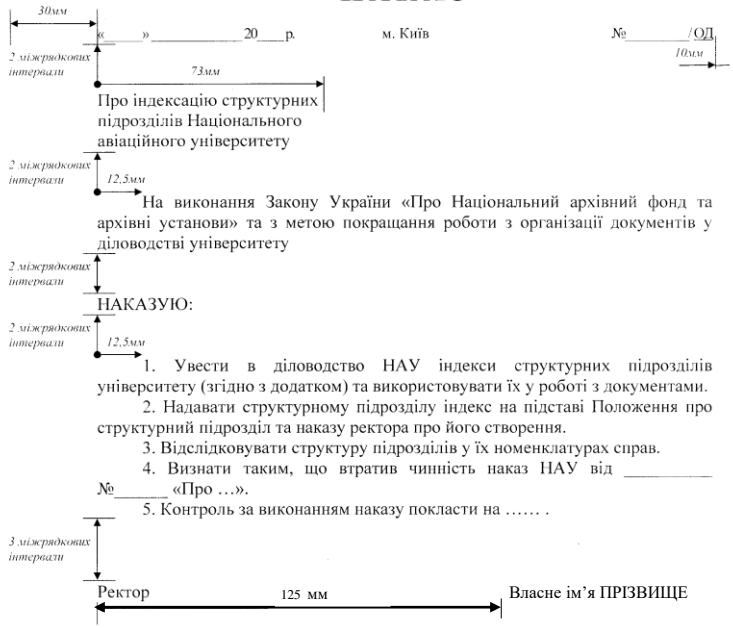 30мм
«______» ____________ 20____р. м. Київ №________/ОД
2 міжрядкових
інтервали
10мм
73мм
Про індексацію структурних
підрозділів Національного
авіаційного університету
2 міжрядкових
інтервали
12,5мм
На виконання Закону України «Про Національний архівний фонд та
архівні установи» та з метою покращання роботи з організації документів у
діловодстві університету
2 міжрядкових
інтервали
НАКАЗУЮ:
2 міжрядкових
інтервали
12,5мм
1. Увести в діловодство НАУ індекси структурних підрозділів
університету (згідно з додатком) та використовувати їх у роботі з документами.
2. Надавати структурному підрозділу індекс на підставі Положення про
структурний підрозділ та наказу ректора про його створення.
3. Відслідковувати структуру підрозділів у їх номенклатурах справ.
4. Визнати таким, що втратив чинність наказ НАУ від __________
№______ «Про …».
5. Контроль за виконанням наказу покласти на …… .
3 міжрядкових
інтервали
Ректор 125 мм Власне ім’я ПРІЗВИЩЕ